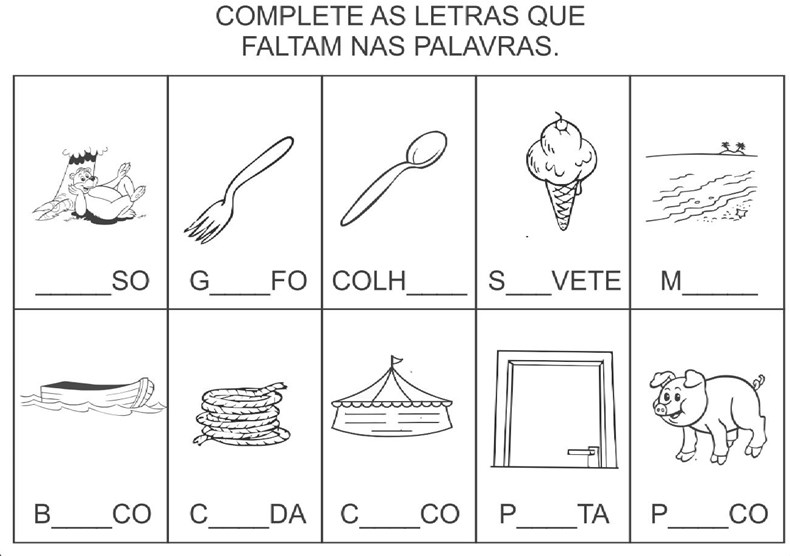 COMPLETE AS LETRAS QUE
FALTAM NAS PALAVRAS.
_____SO G____FO COLH____ S___VETE M_____
B____CO C____DA C____CO P____TA P____CO